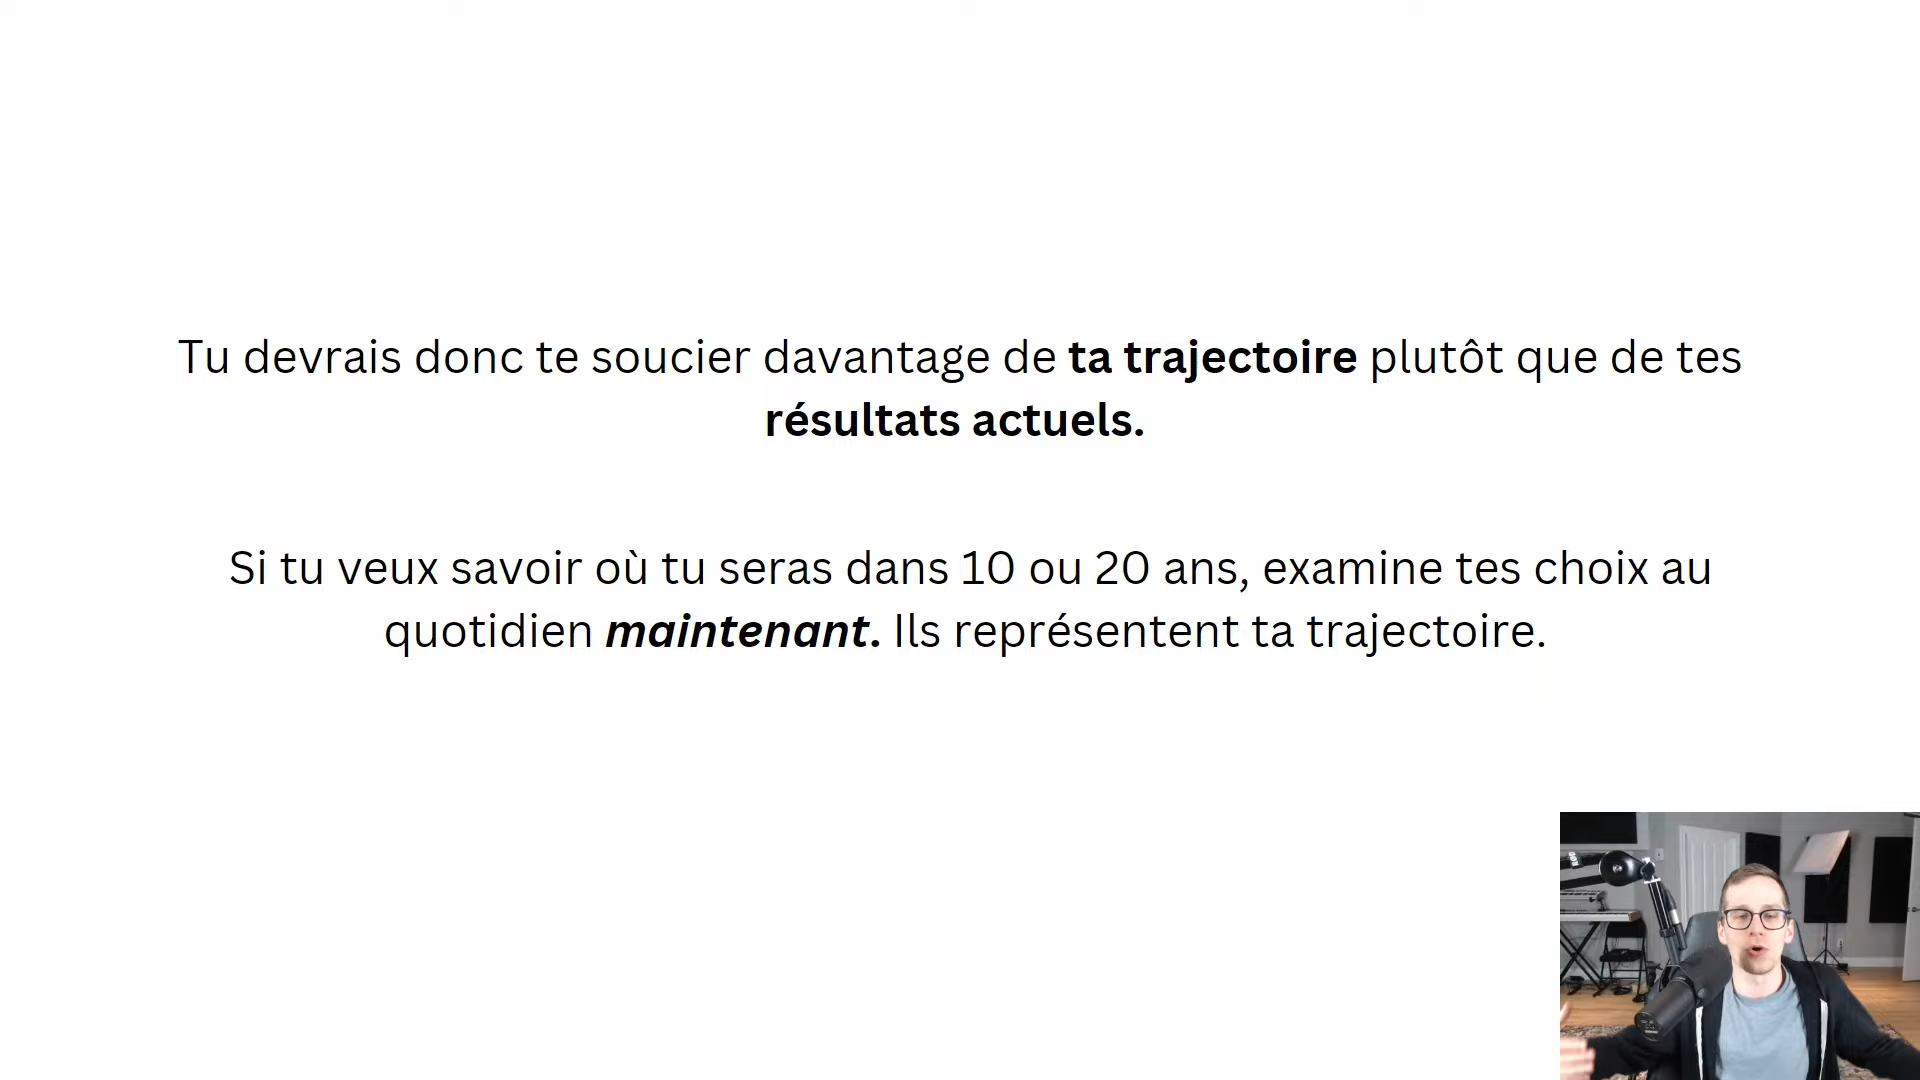 Tu devrais donc te soucier davantage de ta trajectoire plutôt que de tes
résultats actuels.
Si tu veux savoir où tu seras dans 10 ou 20 ans, examine tes choix au
quotidien maintenant. Ils représentent ta trajectoire.